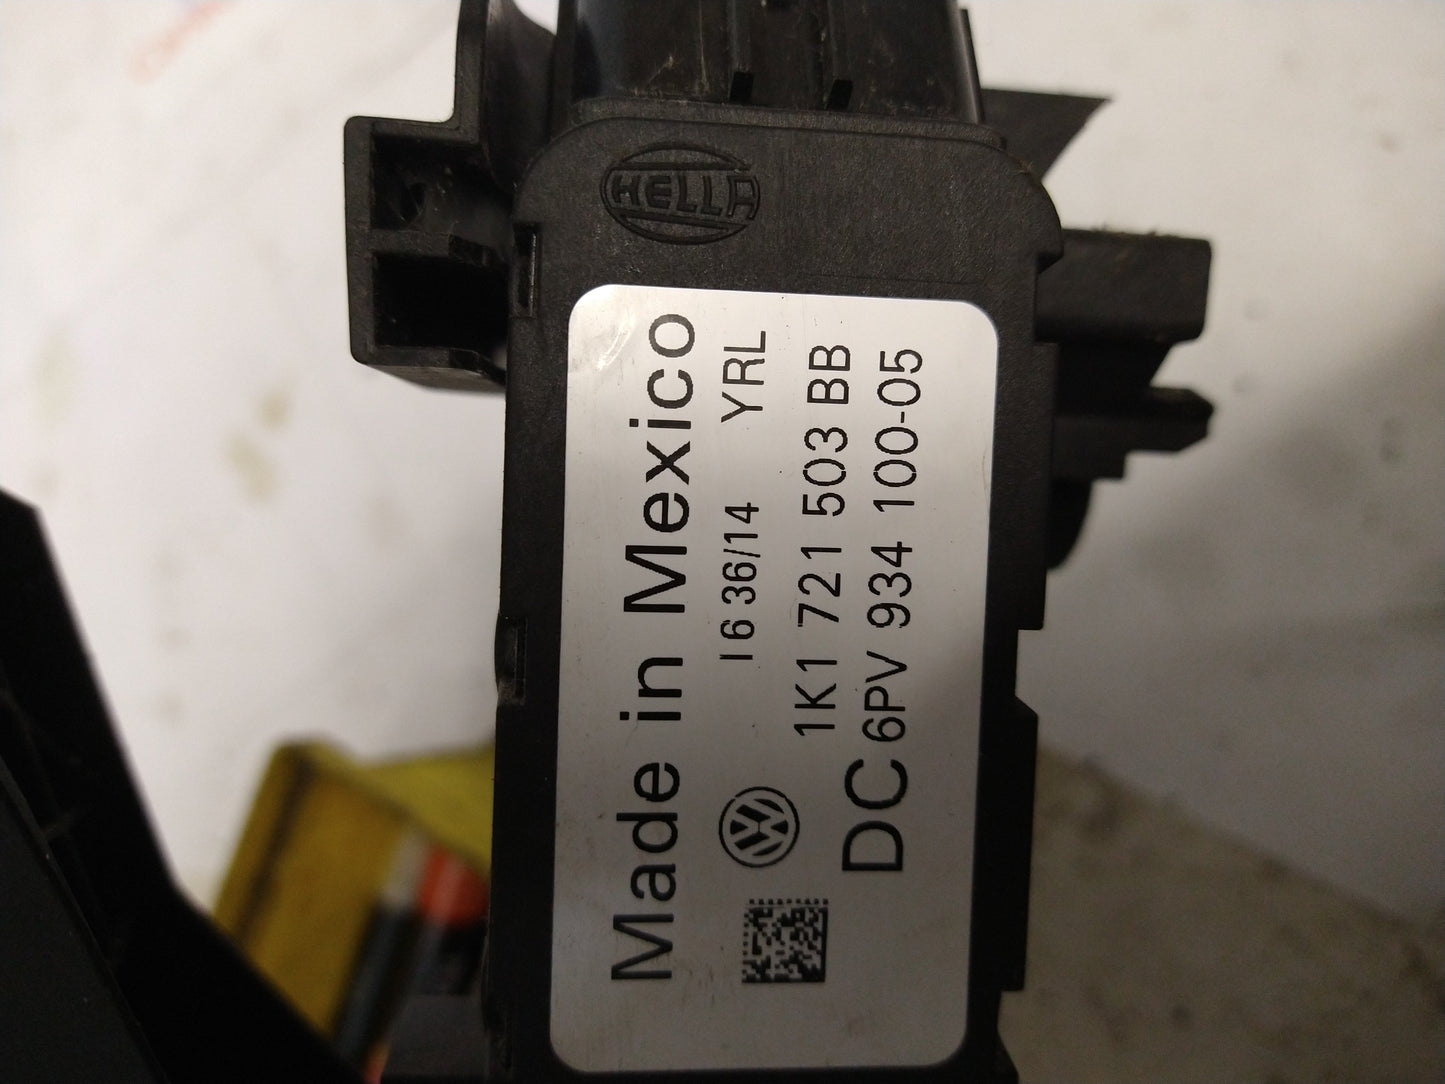 HELLA
Made in Mexico
I 6 36/14 YRL
1K1 721 503 BB
DC 6PV 934 100-05